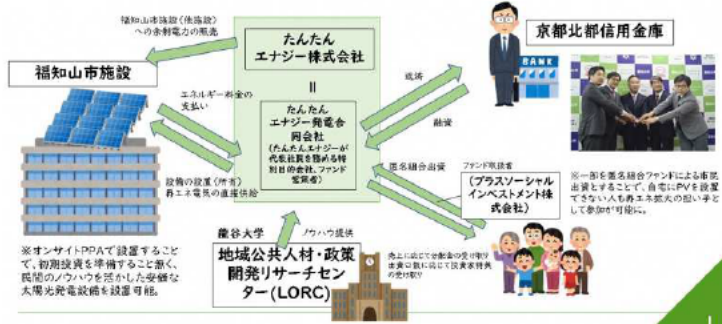 福知山市施設(他施設)
への余剰電力の販売
たんたん
エナジー株式会社
京都北都信用金庫
BANK
福知山市施設
=
返済
エネルギー料金の
支払い
たんたん
エナジー発電合
同会社
(たんたんエナジーが
代表社員を務める特
別目的会社、ファンド
営業者)
融資
匿名組合出資
ファンド取扱者
(プラスソーシャル
インベストメント株
式会社)
※一部を匿名組合ファンドによる市民
出資とすることで、自宅にPVを設置
できない人も再エネ拡大の担い手と
して参加が可能に。
設備の設置(所有)
再エネ電気の直接供給
龍谷大学
ノウハウ提供
地域公共人材・政策
開発リサーチセン
ター(LORC)
売上に応じて分配金の受け取り
出資口数に応じて投資家特典
の受け取り
※オンサイトPPAで設置すること
で、初期投資を準備すること無く、
民間のノウハウを活かした安価な
太陽光発電設備を設置可能。